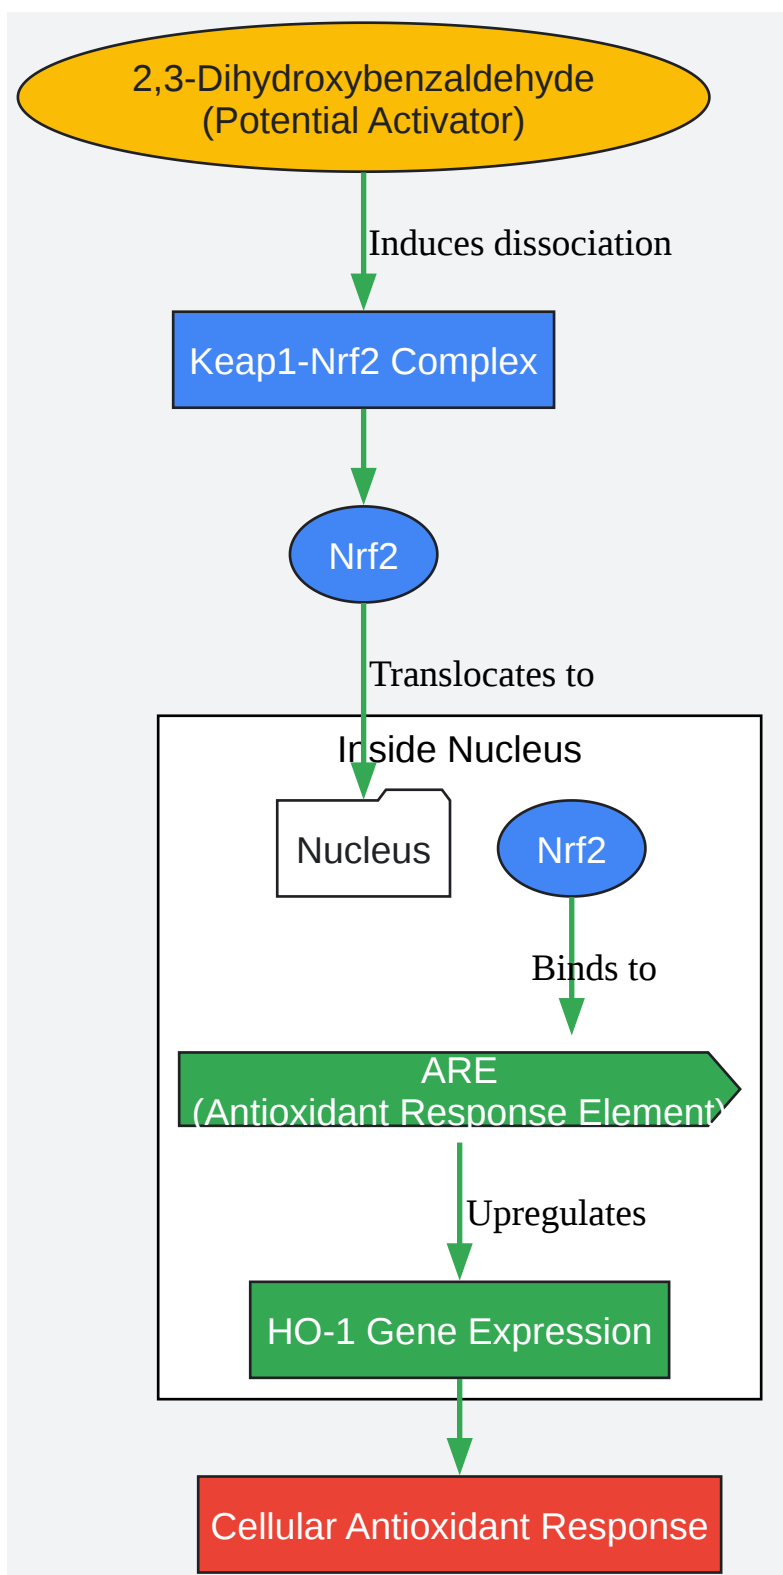 2,3-Dihydroxybenzaldehyde
(Potential Activator)
Induces dissociation
Keap1-Nrf2 Complex
Nrf2
Translocates to
Inside Nucleus
Nucleus
Nrf2
Binds to
ARE
(Antioxidant Response Element)
Upregulates
HO-1 Gene Expression
Cellular Antioxidant Response